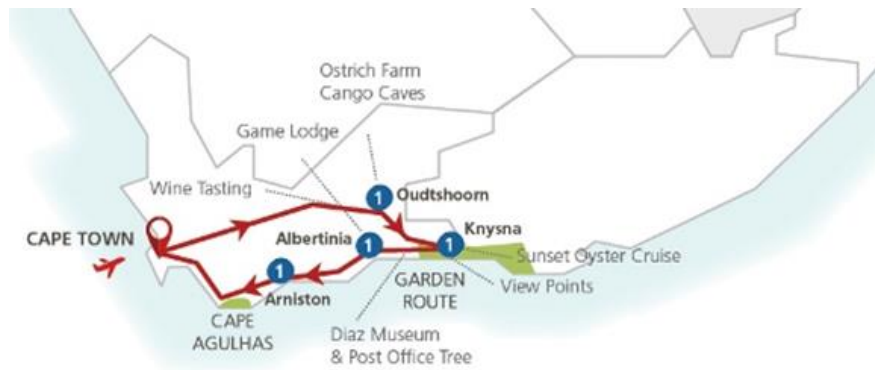 Ostrich Farm
Cango Caves
Game Lodge
Wine Tasting
1
Oudtshoorn
CAPE TOWN
Albertinia
1
Knysna
1
Sunset Oyster Cruise
1
Arniston
GARDEN
ROUTE
View Points
CAPE
AGULHAS
Diaz Museum
& Post Office Tree